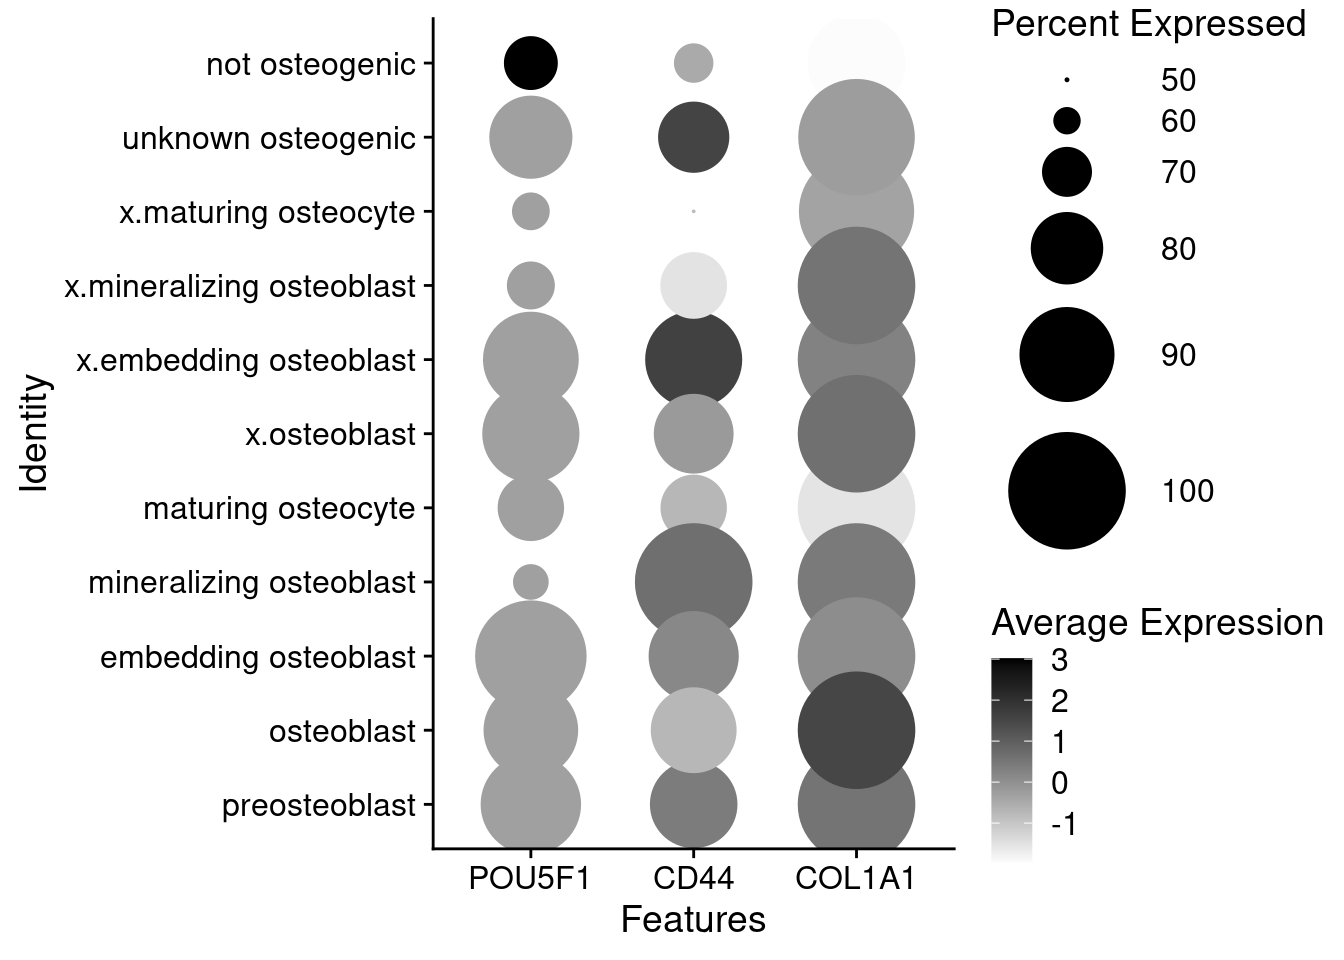 not osteogenic
unknown osteogenic
x.maturing osteocyte
x.mineralizing osteoblast
x.embedding osteoblast
x.osteoblast
maturing osteocyte
mineralizing osteoblast
embedding osteoblast
osteoblast
preosteoblast
Identity
POU5F1 CD44 COL1A1
Features
Percent Expressed
50
60
70
80
90
100
Average Expression
3
2
1
0
-1